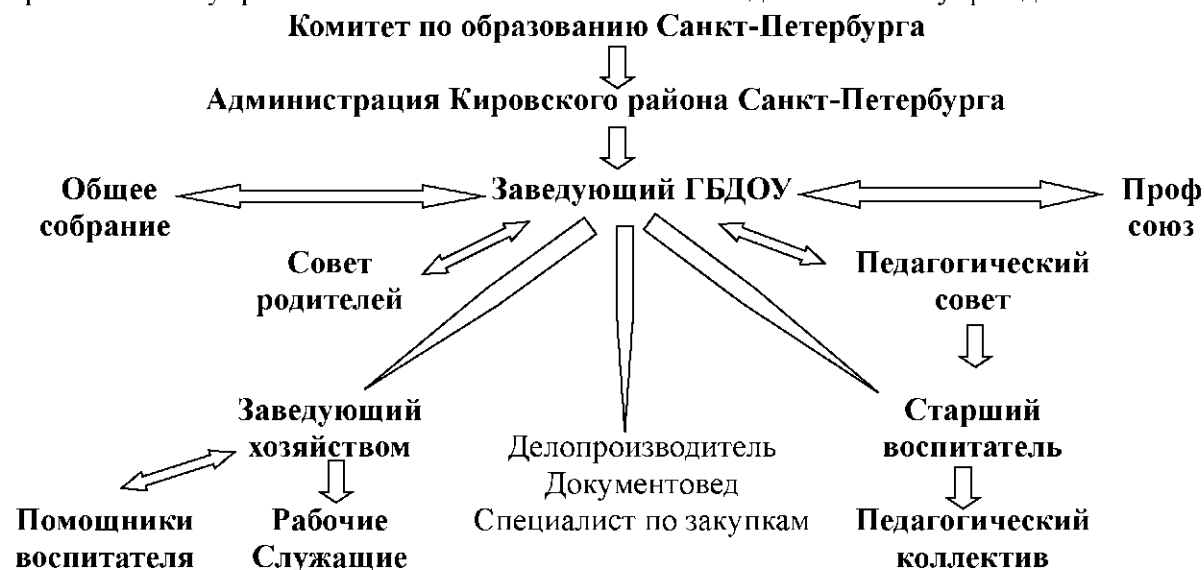 Комитет по образованию Санкт-Петербурга
Администрация Кировского района Санкт-Петербурга
Общее
собрание
Заведующий ГБДОУ
Проф
союз
Совет
родителей
Педагогический
совет
Заведующий
хозяйством
Делопроизводитель
Документовед
Специалист по закупкам
Старший
воспитатель
Помощники
воспитателя
Рабочие
Служащие
Педагогический
коллектив